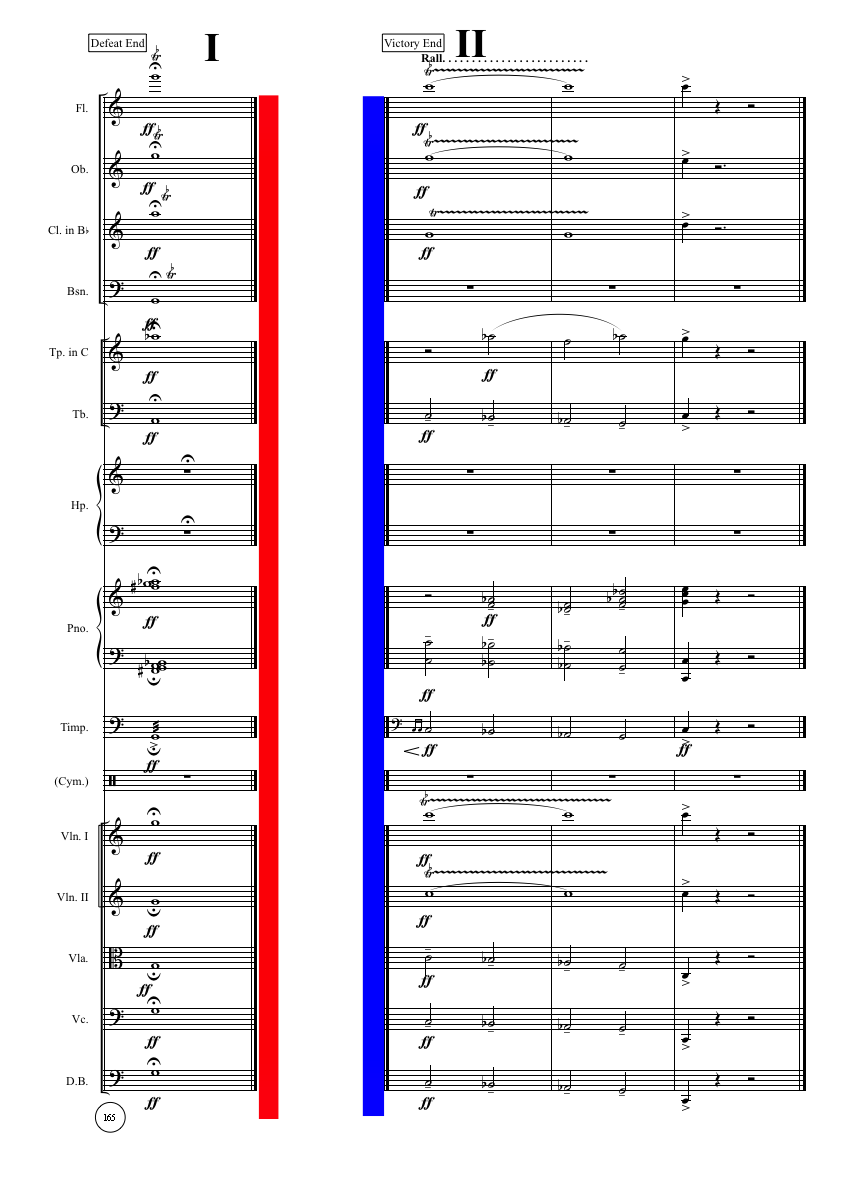 Defeat End
I
Victory End
II
Rall.
Fl.
ff
ff
Ob.
ff
ff
Cl. in B♭
ff
ff
Bsn.
ff
Tp. in C
ff
ff
Tb.
ff
ff
Hp.
Pno.
ff
ff
ff
Timp.
ff
ff
ff
(Cym.)
Vln. I
ff
ff
Vln. II
ff
ff
Vla.
ff
ff
Vc.
ff
ff
D.B.
ff
ff
165